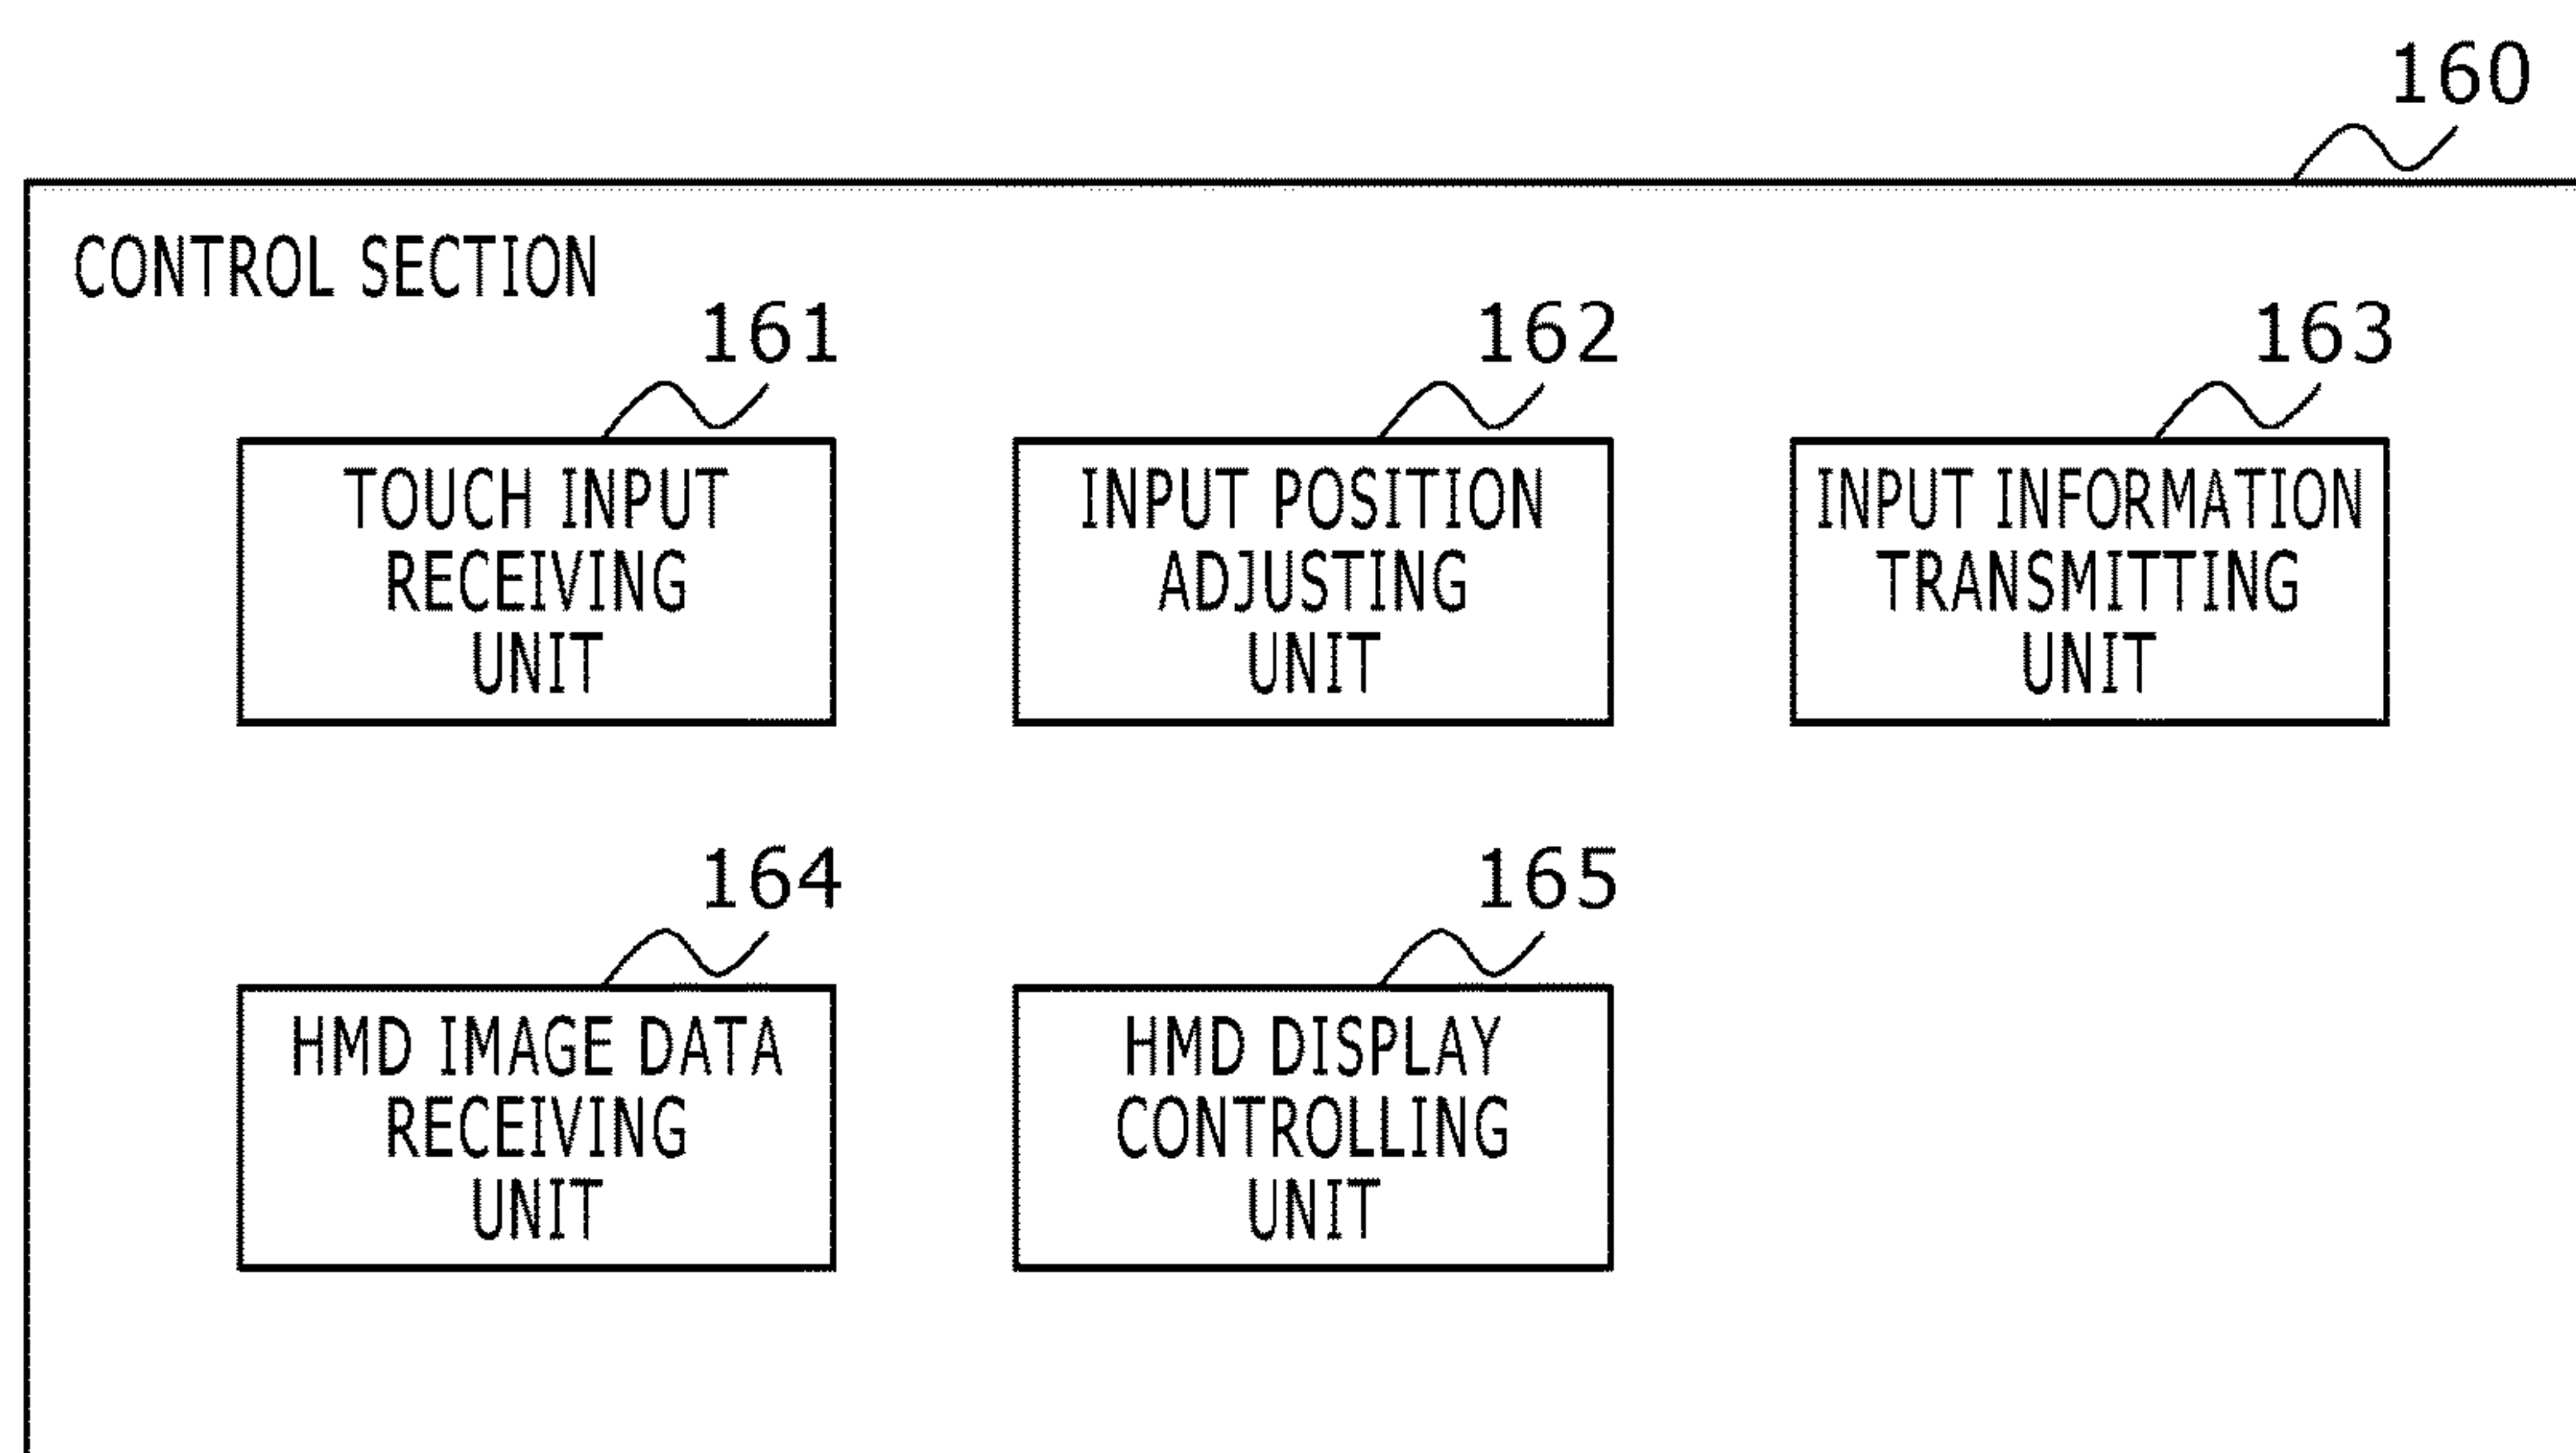 160
CONTROL SECTION
161
162
163
TOUCH INPUT
RECEIVING
UNIT
INPUT POSITION
ADJUSTING
UNIT
INPUT INFORMATION
TRANSMITTING
UNIT
164
165
HMD IMAGE DATA
RECEIVING
UNIT
HMD DISPLAY
CONTROLLING
UNIT